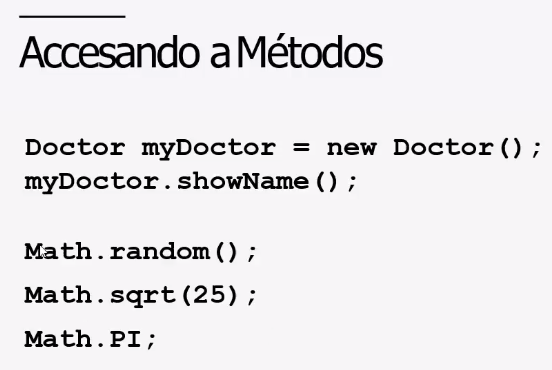 Accesando a Métodos
Doctor myDoctor = new Doctor();
myDoctor.showName();
Math.random();
Math.sqrt(25);
Math.PI;